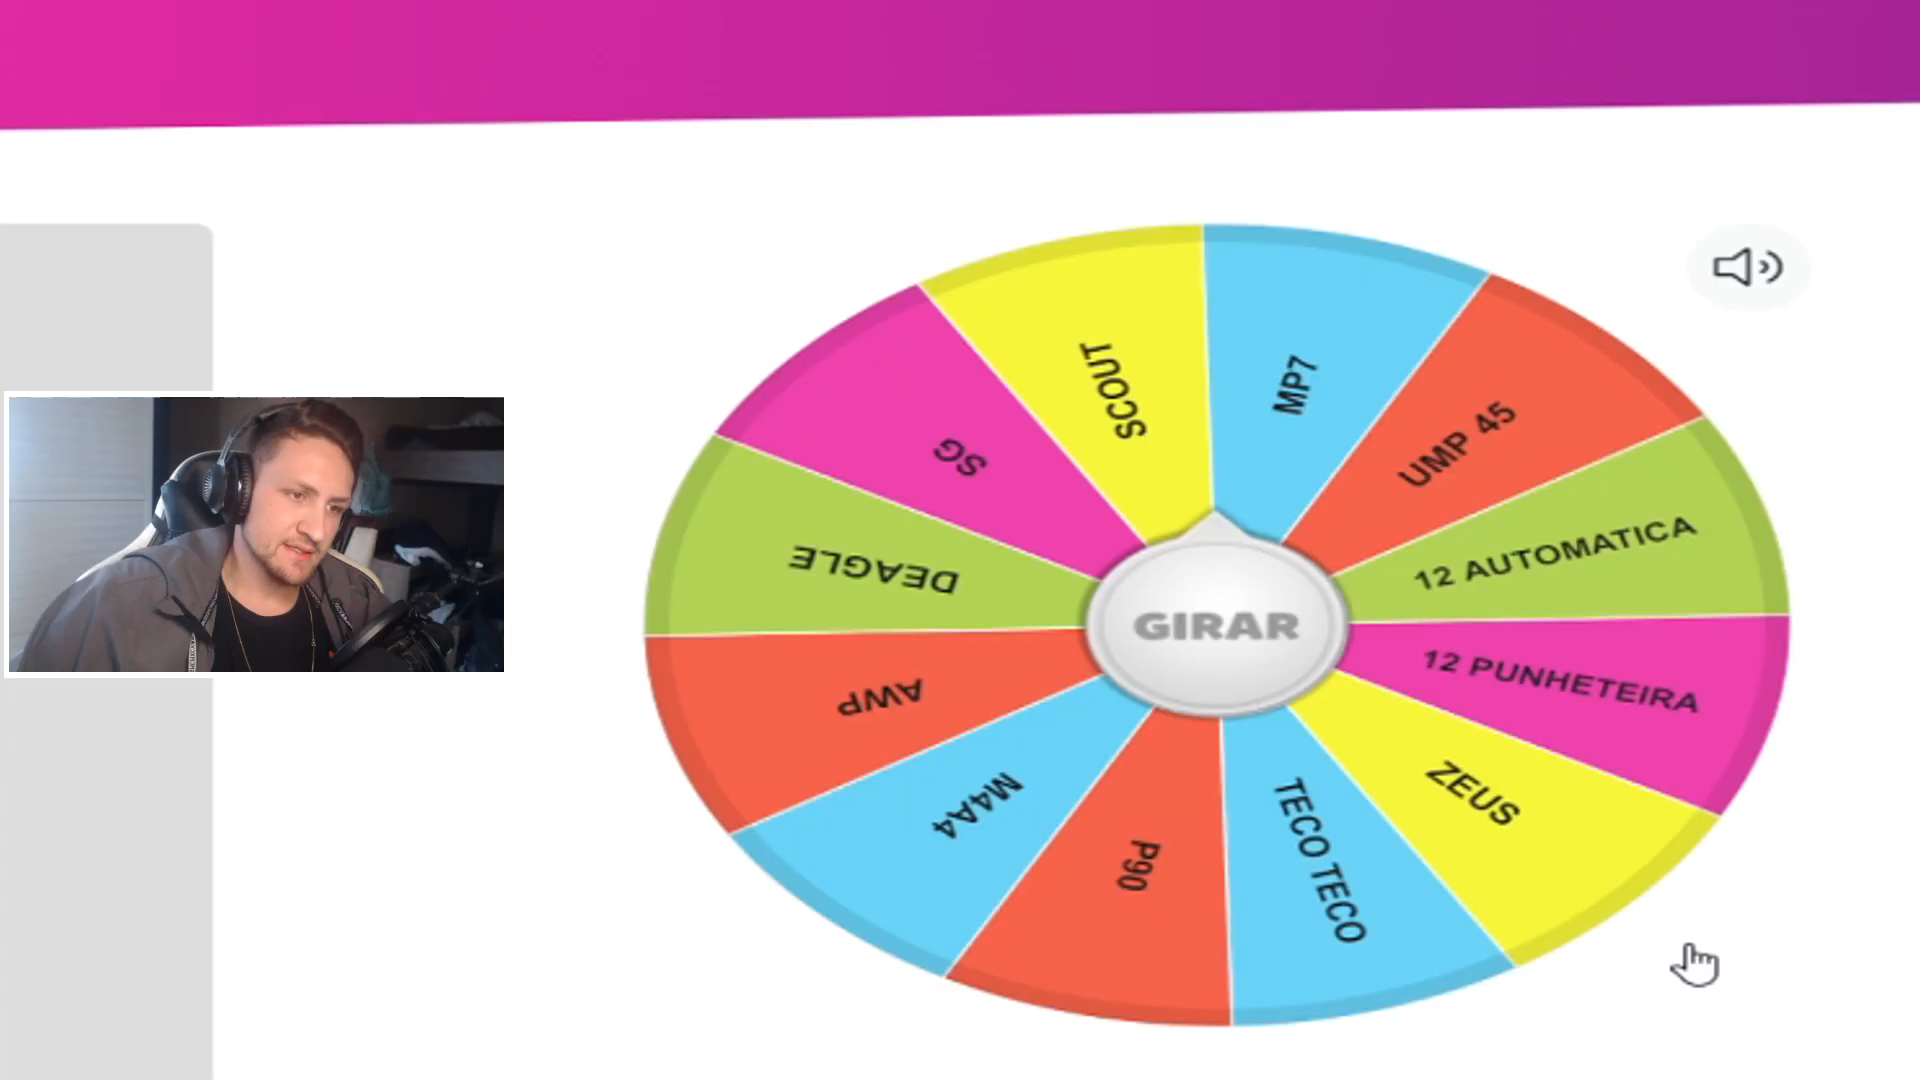 SCOUT
MP7
UMP 45
12 AUTOMATICA
12 PUNHETEIRA
ZEUS
TECO TECO
P90
M4A4
AWP
DEAGLE
SG
GIRAR